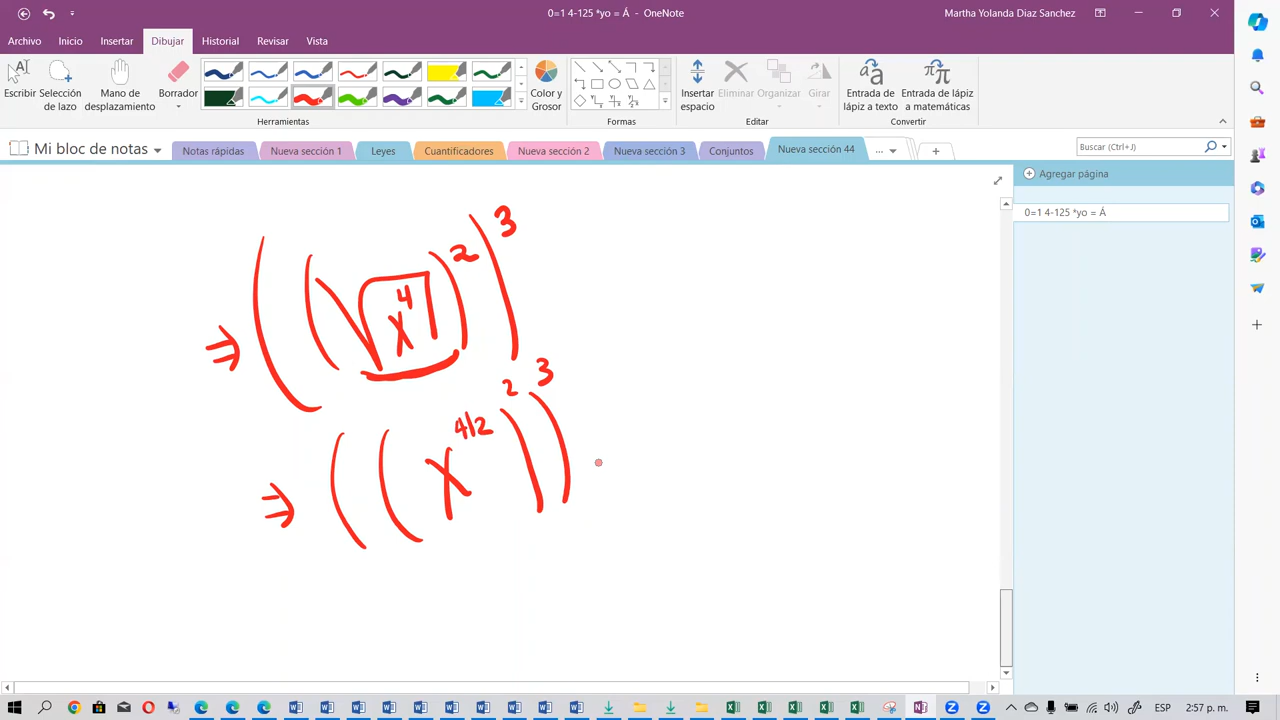 0=1 4-125 *yo = Á - OneNote
Martha Yolanda Diaz Sanchez
Archivo Inicio Insertar Dibujar Historial Revisar Vista
Escribir Selección de lazo Mano de desplazamiento Borrador
Color y Grosor
Insertar espacio Eliminar Organizar Girar
Entrada de lápiz a texto Entrada de lápiz a matemáticas
Herramientas Formas Editar Convertir
Mi bloc de notas Notas rápidas Nueva sección 1 Leyes Cuantificadores Nueva sección 2 Nueva sección 3 Conjuntos Nueva sección 44 ... +
Buscar (Ctrl+J)
Agregar página
0=1 4-125 *yo = Á
⇒ ((√x⁴)²)³
⇒ ((x^4/2)²)³
ESP 2:57 p. m.